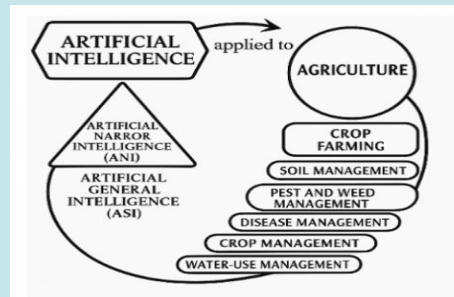 ARTIFICIAL
INTELLIGENCE
applied to
AGRICULTURE
ARTIFICIAL
NARROR
INTELLIGENCE
(ANI)
ARTIFICIAL
GENERAL
INTELLIGENCE
(ASI)
CROP
FARMING
SOIL MANAGEMENT
PEST AND WEED
MANAGEMENT
DISEASE MANAGEMENT
CROP MANAGEMENT
WATER-USE MANAGEMENT